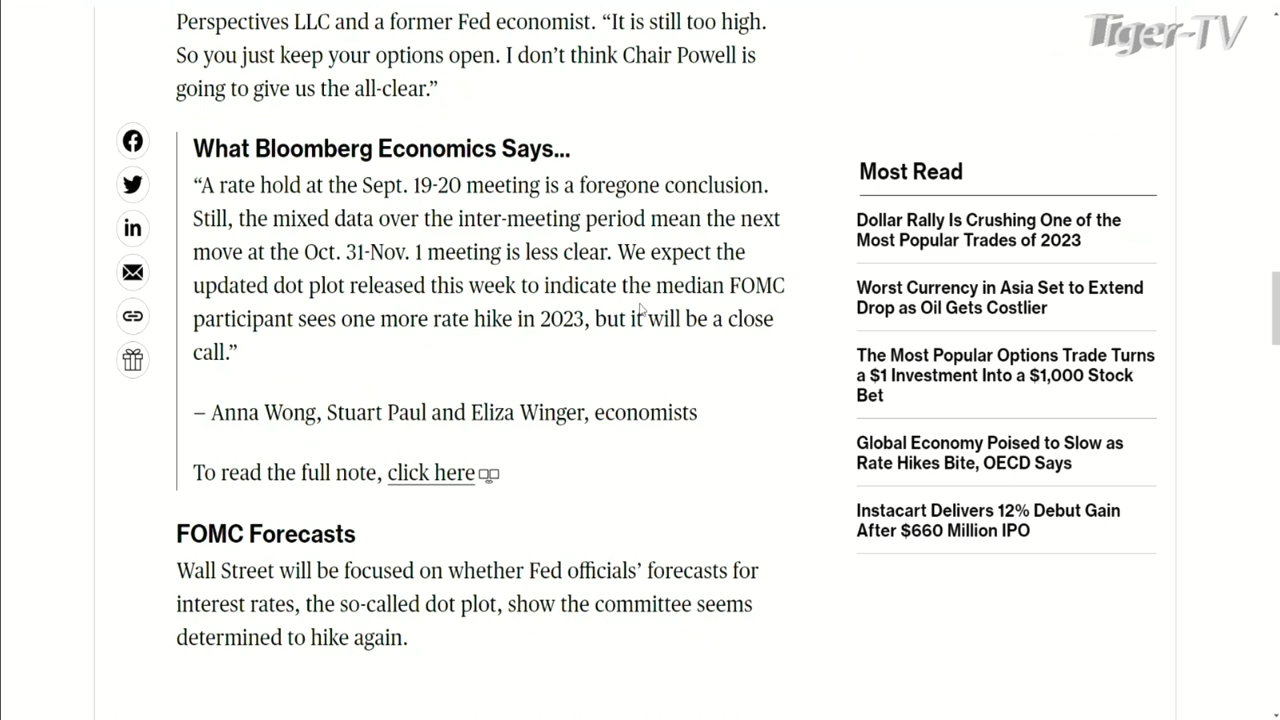 Tiger-TV
Perspectives LLC and a former Fed economist. “It is still too high.
So you just keep your options open. I don’t think Chair Powell is
going to give us the all-clear.”
What Bloomberg Economics Says...
“A rate hold at the Sept. 19-20 meeting is a foregone conclusion.
Still, the mixed data over the inter-meeting period mean the next
move at the Oct. 31-Nov. 1 meeting is less clear. We expect the
updated dot plot released this week to indicate the median FOMC
participant sees one more rate hike in 2023, but it will be a close
call.”
– Anna Wong, Stuart Paul and Eliza Winger, economists
To read the full note, click here
FOMC Forecasts
Wall Street will be focused on whether Fed officials’ forecasts for
interest rates, the so-called dot plot, show the committee seems
determined to hike again.
Most Read
Dollar Rally Is Crushing One of the
Most Popular Trades of 2023
Worst Currency in Asia Set to Extend
Drop as Oil Gets Costlier
The Most Popular Options Trade Turns
a $1 Investment Into a $1,000 Stock
Bet
Global Economy Poised to Slow as
Rate Hikes Bite, OECD Says
Instacart Delivers 12% Debut Gain
After $660 Million IPO